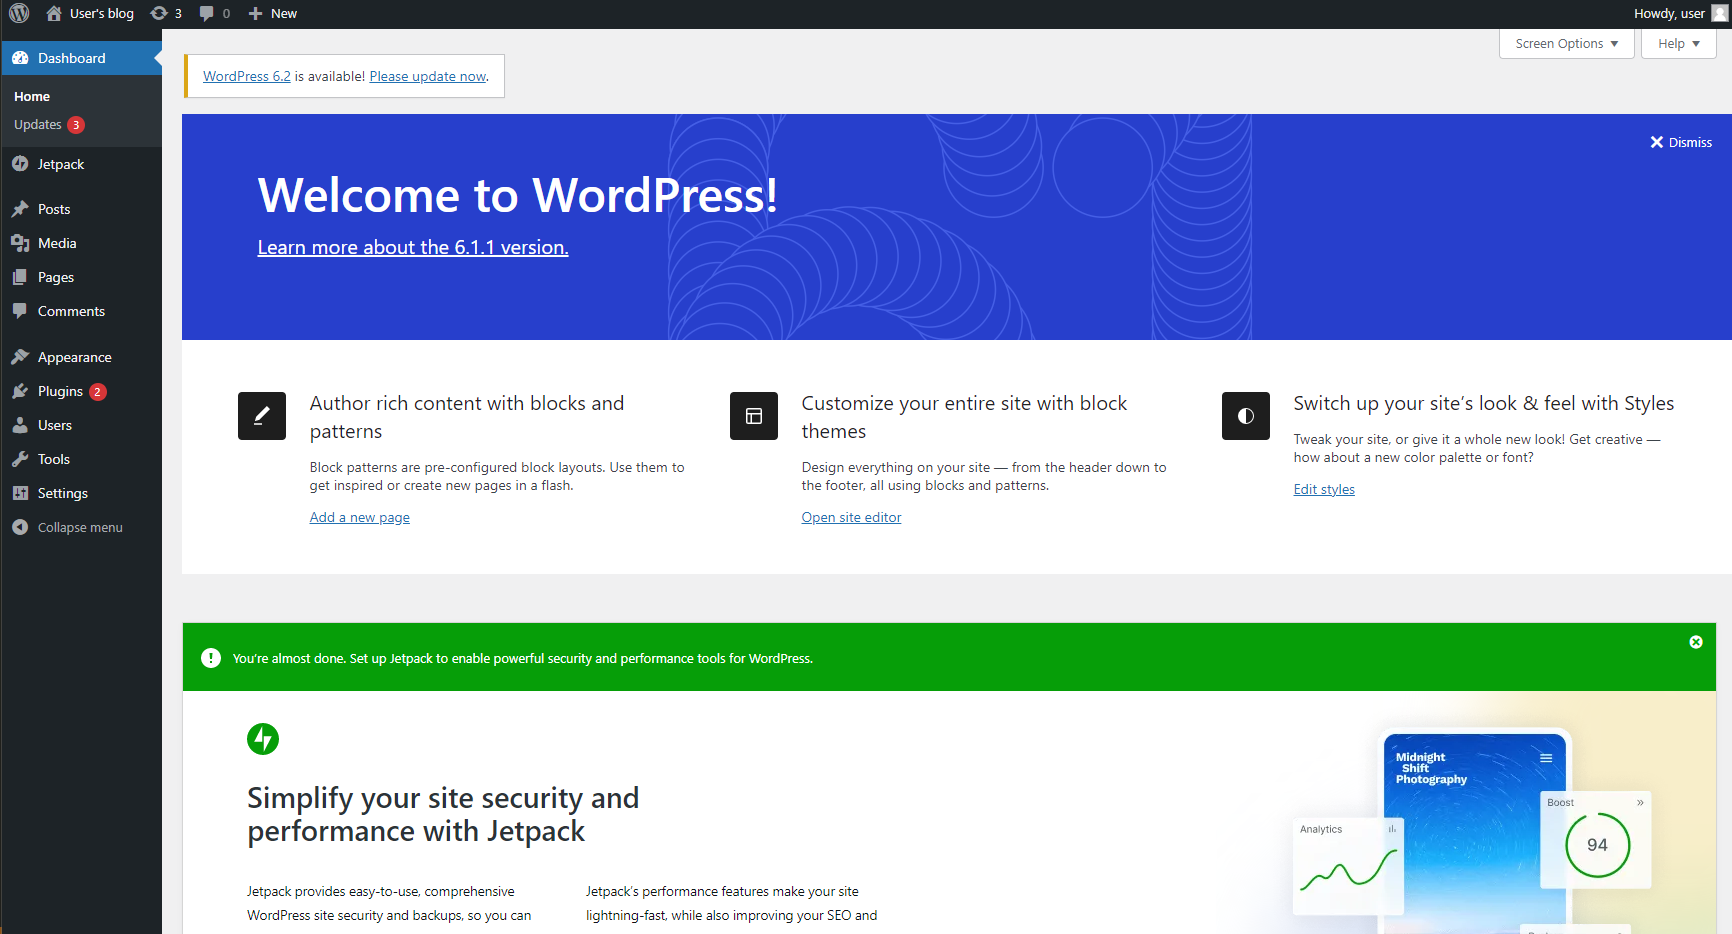 User's blog 3 0 New Howdy, user
Screen Options Help
Dashboard
Home
Updates 3
Jetpack
Posts
Media
Pages
Comments
Appearance
Plugins 2
Users
Tools
Settings
Collapse menu
WordPress 6.2 is available! Please update now.
Dismiss
Welcome to WordPress!
Learn more about the 6.1.1 version.
Author rich content with blocks and
patterns
Block patterns are pre-configured block layouts. Use them to
get inspired or create new pages in a flash.
Add a new page
Customize your entire site with block
themes
Design everything on your site — from the header down to
the footer, all using blocks and patterns.
Open site editor
Switch up your site’s look & feel with Styles
Tweak your site, or give it a whole new look! Get creative —
how about a new color palette or font?
Edit styles
You’re almost done. Set up Jetpack to enable powerful security and performance tools for WordPress.
Simplify your site security and
performance with Jetpack
Jetpack provides easy-to-use, comprehensive
WordPress site security and backups, so you can
Jetpack’s performance features make your site
lightning-fast, while also improving your SEO and
Midnight
Shift
Photography
Boost
94
Analytics